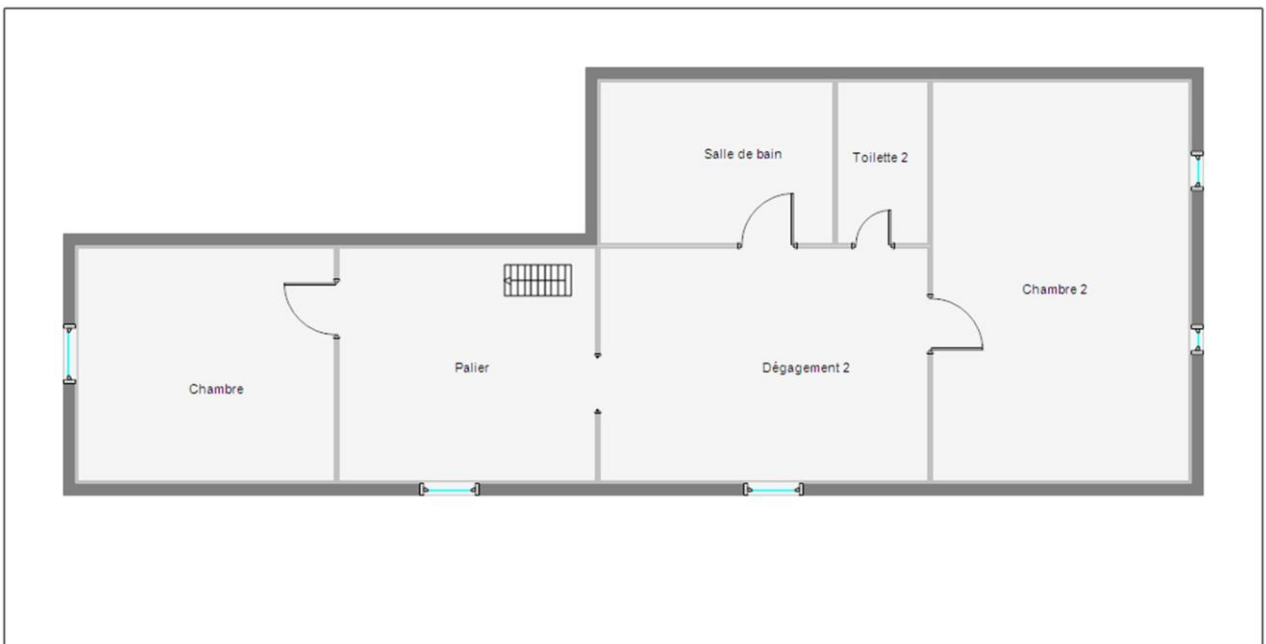 Salle de bain
Toilette 2
Chambre 2
Chambre
Palier
Dégagement 2